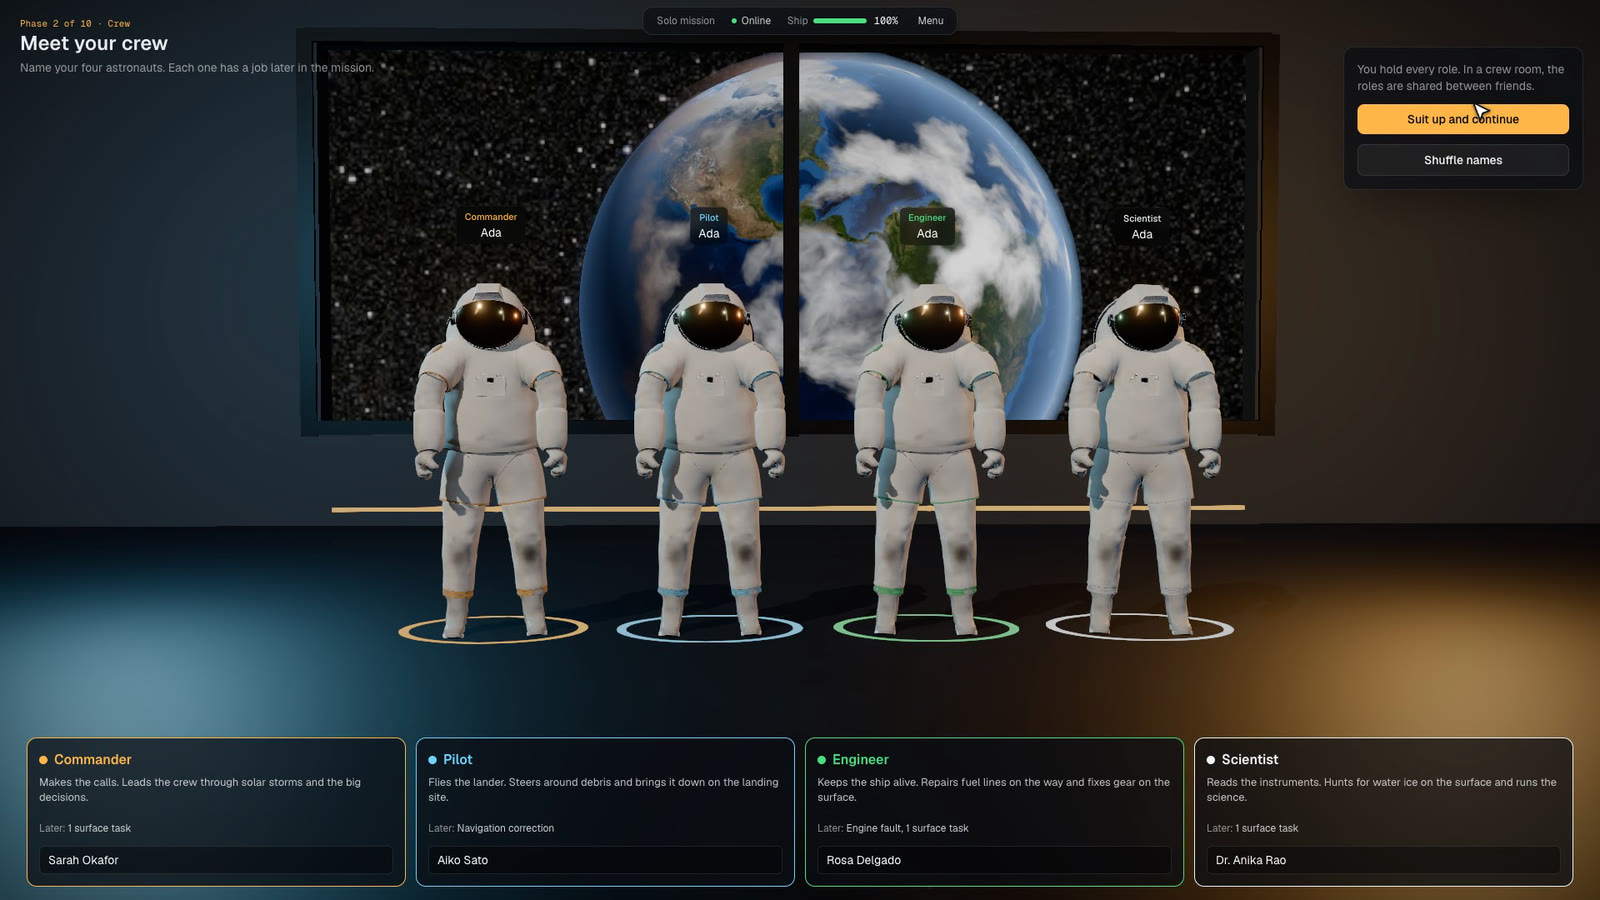 Phase 2 of 10 · Crew
Meet your crew
Name your four astronauts. Each one has a job later in the mission.
Solo mission
Online
Ship
100%
Menu
You hold every role. In a crew room, the
roles are shared between friends.
Suit up and continue
Shuffle names
Commander
Ada
Pilot
Ada
Engineer
Ada
Scientist
Ada
Commander
Makes the calls. Leads the crew through solar storms and the big
decisions.
Later: 1 surface task
Sarah Okafor
Pilot
Flies the lander. Steers around debris and brings it down on the landing
site.
Later: Navigation correction
Aiko Sato
Engineer
Keeps the ship alive. Repairs fuel lines on the way and fixes gear on the
surface.
Later: Engine fault, 1 surface task
Rosa Delgado
Scientist
Reads the instruments. Hunts for water ice on the surface and runs the
science.
Later: 1 surface task
Dr. Anika Rao